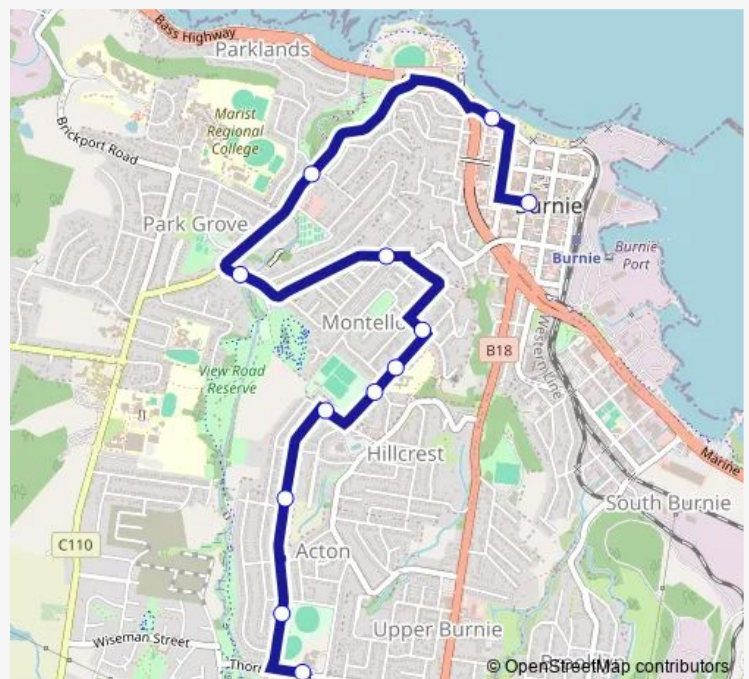 Bass Highway
Parklands
Marist
Regional
College
Brickport Road
Park Grove
Burnie
Burnie
Burnie
Port
Montello
B18
Western Line
View Road
Reserve
Marine
Hillcrest
South Burnie
C110
Acton
Upper Burnie
Wiseman Street
Thor
© OpenStreetMap contributors